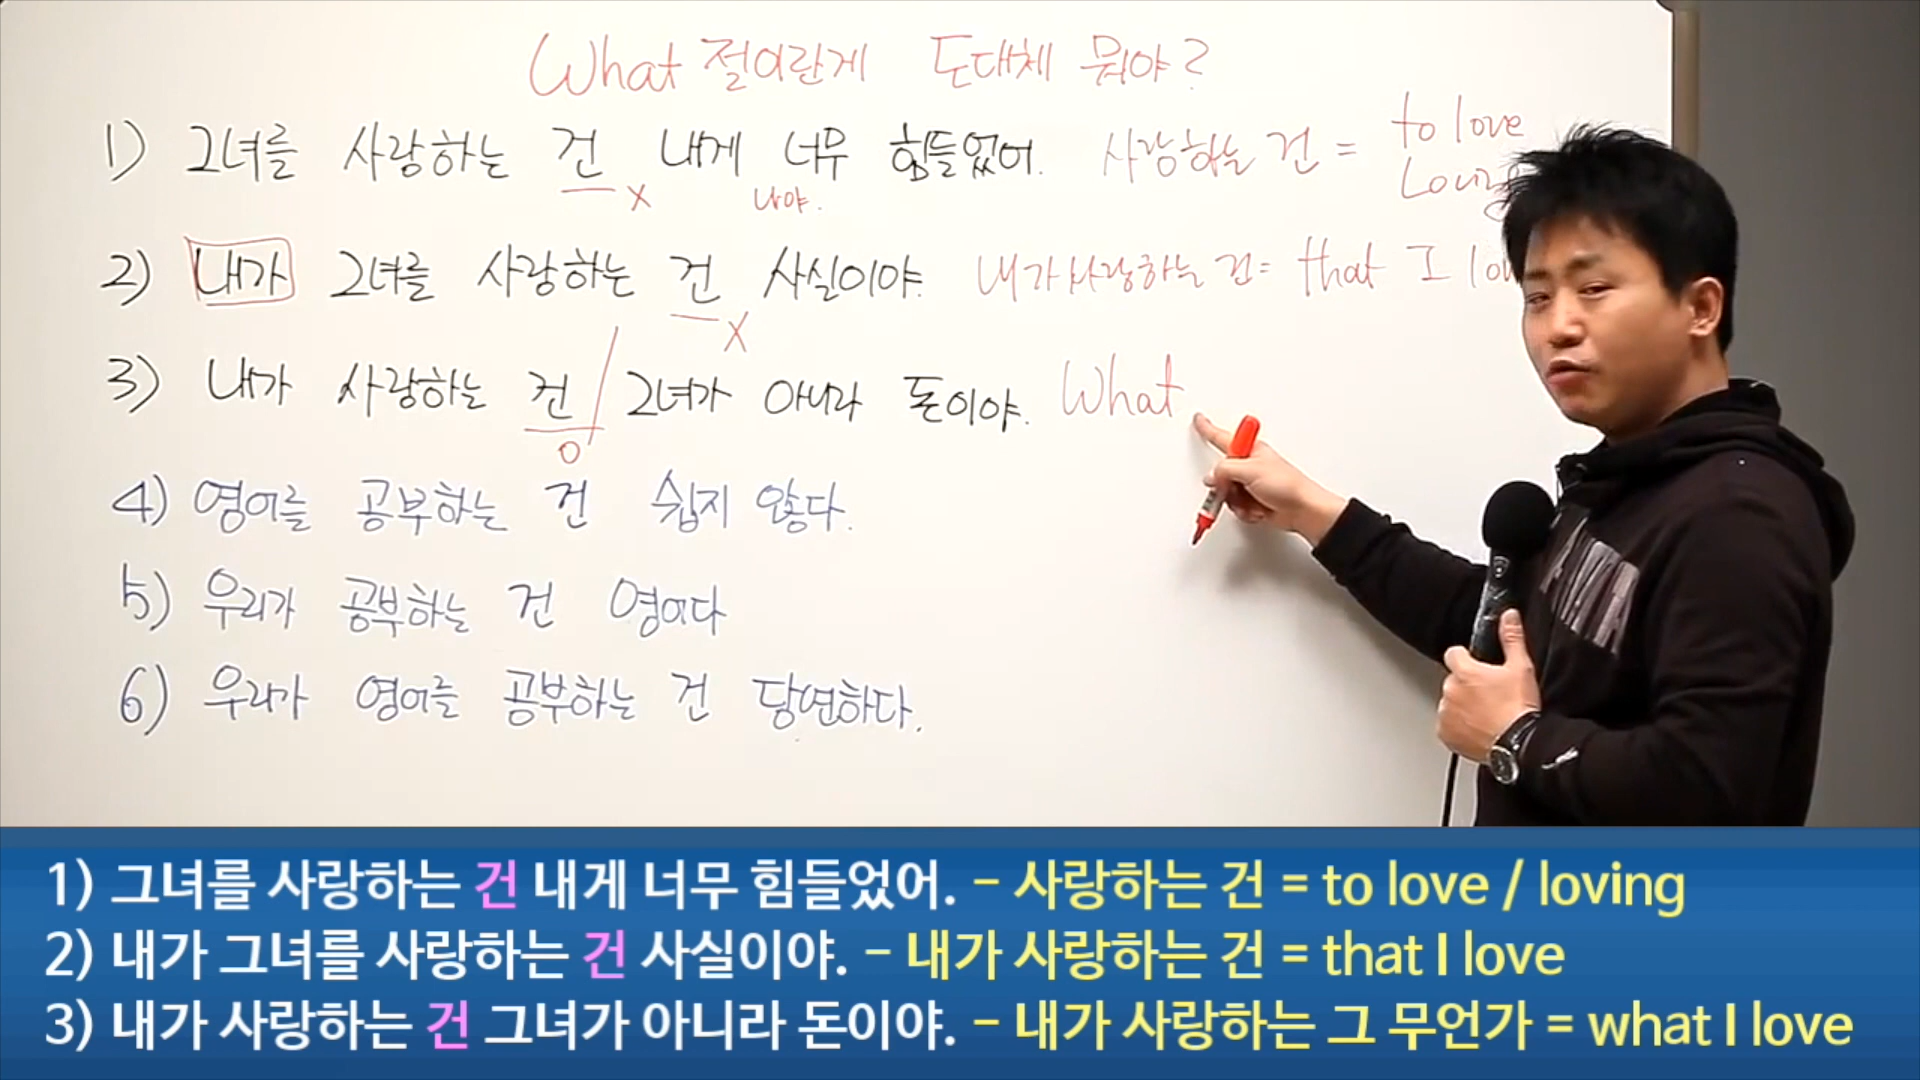 What 절이란게 도대체 뭐야?
1) 그녀를 사랑하는 건 내게 너무 힘들었어. 사랑하는 건 = to love
x 나야. Loving
2) 내가 그녀를 사랑하는 건 사실이야. 내가 사랑하는 건 = that I lov
X
3) 내가 사랑하는 건 / 그녀가 아니라 돈이야. What
O
4) 영어를 공부하는 건 쉽지 않다.
5) 우리가 공부하는 건 영어다
6) 우리가 영어를 공부하는 건 당연하다.
1) 그녀를 사랑하는 건 내게 너무 힘들었어. - 사랑하는 건 = to love / loving
2) 내가 그녀를 사랑하는 건 사실이야. - 내가 사랑하는 건 = that I love
3) 내가 사랑하는 건 그녀가 아니라 돈이야. - 내가 사랑하는 그 무언가 = what I love